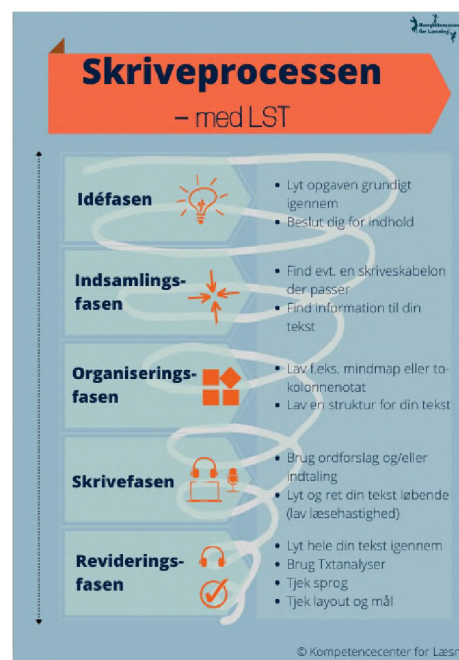 Kompetencecenter
for Læsning
Skriveprocessen
– med LST
Idéfasen
• Lyt opgaven grundigt
igennem
• Beslut dig for indhold
Indsamlings-
fasen
• Find evt. en skriveskabelon
der passer
• Find information til din
tekst
Organiserings-
fasen
• Lav f.eks. mindmap eller to-
kolonnenotat
• Lav en struktur for din tekst
Skrivefasen
• Brug ordforslag og/eller
indtaling
• Lyt og ret din tekst løbende
(lav læsehastighed)
Reviderings-
fasen
• Lyt hele din tekst igennem
• Brug Txtanalyser
• Tjek sprog
• Tjek layout og mål
© Kompetencecenter for Læsn